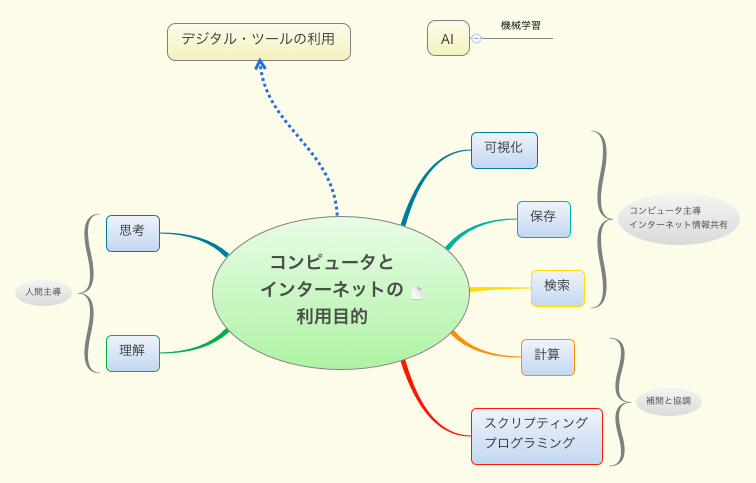 デジタル・ツールの利用
AI
機械学習
可視化
保存
検索
コンピュータ主導
インターネット情報共有
思考
理解
人間主導
コンピュータと
インターネットの
利用目的
計算
スクリプティング
プログラミング
補間と協調